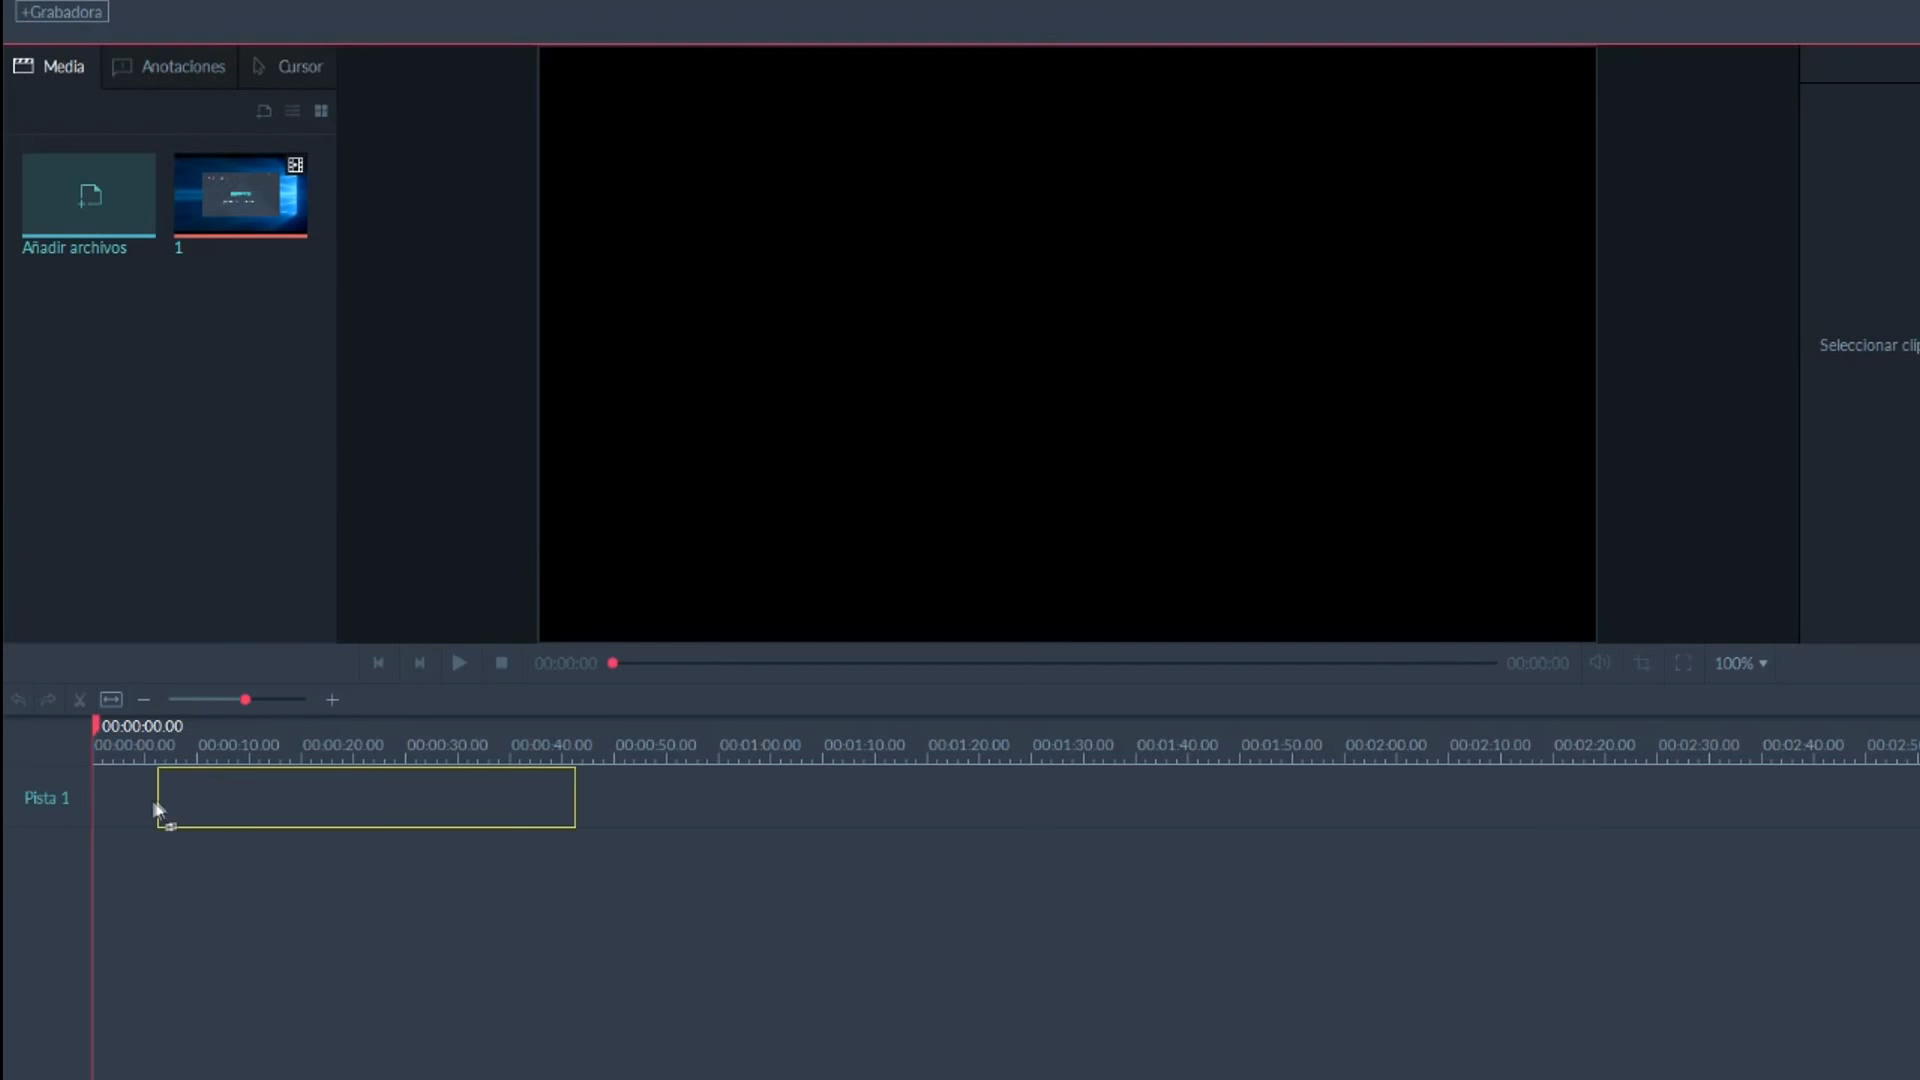 +Grabadora
Media
Anotaciones
Cursor
Añadir archivos
1
Seleccionar clip
00:00:00
00:00:00
100%
00:00:00.00
00:00:00.00 00:00:10.00 00:00:20.00 00:00:30.00 00:00:40.00 00:00:50.00 00:01:00.00 00:01:10.00 00:01:20.00 00:01:30.00 00:01:40.00 00:01:50.00 00:02:00.00 00:02:10.00 00:02:20.00 00:02:30.00 00:02:40.00 00:02:5
Pista 1